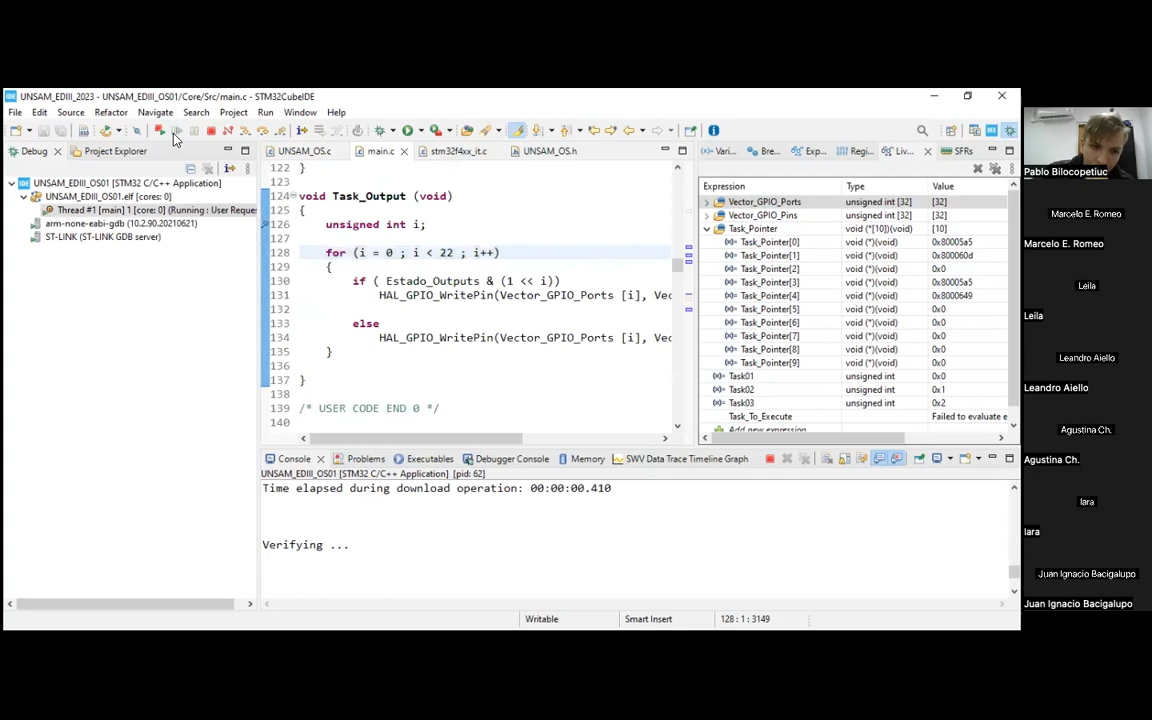 UNSAM_EDIII_2023 - UNSAM_EDIII_OS01/Core/Src/main.c - STM32CubeIDE
File Edit Source Refactor Navigate Search Project Run Window Help
Debug Project Explorer
UNSAM_EDIII_OS01 [STM32 C/C++ Application]
UNSAM_EDIII_OS01.elf [cores: 0]
Thread #1 [main] 1 [core: 0] (Running : User Reque
arm-none-eabi-gdb (10.2.90.20210621)
ST-LINK (ST-LINK GDB server)
UNSAM_OS.c main.c stm32f4xx_it.c UNSAM_OS.h
122 }
123
124 void Task_Output (void)
125
126 unsigned int i;
127
128 for (i = 0 ; i < 22 ; i++)
129 {
130 if ( Estado_Outputs & (1 << i))
131 HAL_GPIO_WritePin(Vector_GPIO_Ports [i], Vec
132
133 else
134 HAL_GPIO_WritePin(Vector_GPIO_Ports [i], Vec
135 }
136
137 }
138
139 /* USER CODE END 0 */
140
Vari... Bre... Exp... Regi... Liv... SFRs
Expression Type Value
Vector_GPIO_Ports unsigned int [32] [32]
Vector_GPIO_Pins unsigned int [32] [32]
Task_Pointer void (*[10])(void) [10]
Task_Pointer[0] void (*)(void) 0x80005a5
Task_Pointer[1] void (*)(void) 0x800060d
Task_Pointer[2] void (*)(void) 0x0
Task_Pointer[3] void (*)(void) 0x80005a5
Task_Pointer[4] void (*)(void) 0x8000649
Task_Pointer[5] void (*)(void) 0x0
Task_Pointer[6] void (*)(void) 0x0
Task_Pointer[7] void (*)(void) 0x0
Task_Pointer[8] void (*)(void) 0x0
Task_Pointer[9] void (*)(void) 0x0
Task01 unsigned int 0x0
Task02 unsigned int 0x1
Task03 unsigned int 0x2
Task_To_Execute Failed to evaluate e
Add new expression
Console Problems Executables Debugger Console Memory SWV Data Trace Timeline Graph
UNSAM_EDIII_OS01 [STM32 C/C++ Application] [pid: 62]
Time elapsed during download operation: 00:00:00.410
Verifying ...
Writable Smart Insert 128 : 1 : 3149
Pablo Bilocopetiuc
Marcelo E. Romeo
Marcelo E. Romeo
Leila
Leila
Leandro Aiello
Leandro Aiello
Agustina Ch.
Agustina Ch.
Iara
Iara
Juan Ignacio Bacigalupo
Juan Ignacio Bacigalupo